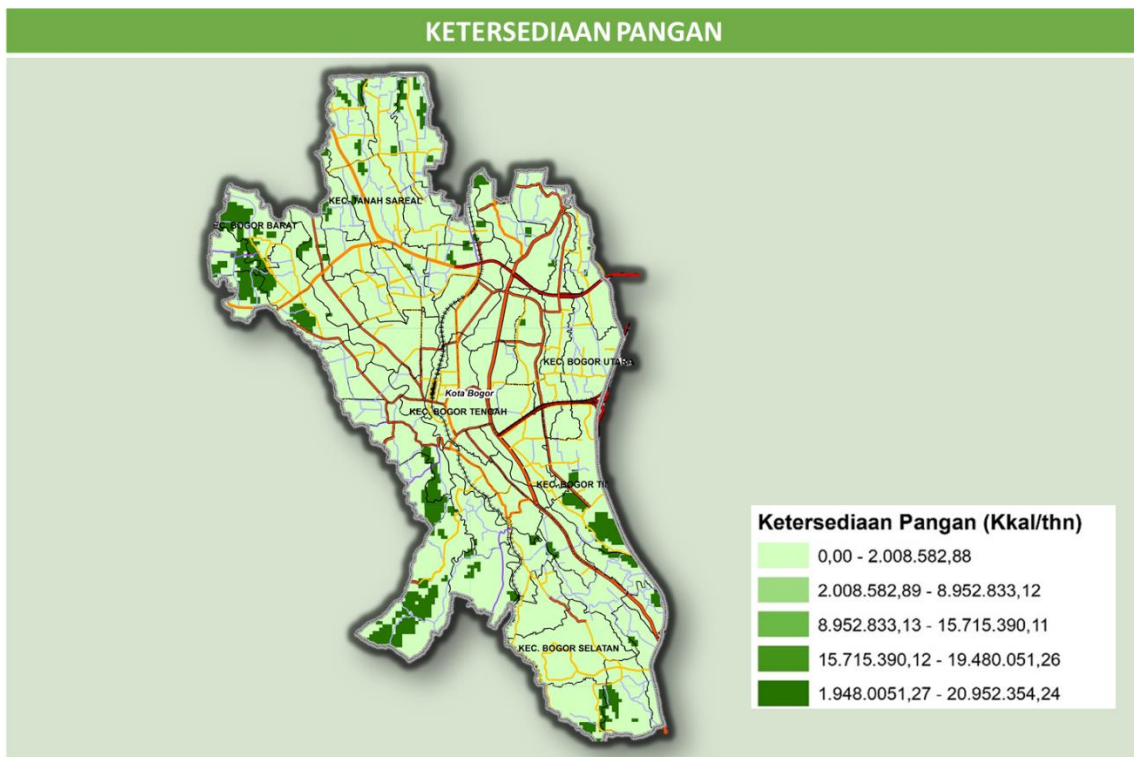 KETERSEDIAAN PANGAN
KEC. TANAH SAREAL
EC. BOGOR BARAT
KEC. BOGOR UTARA
Kota Bogor
KEC. BOGOR TENGAH
KEC. BOGOR TI
KEC. BOGOR SELATAN
Ketersediaan Pangan (Kkal/thn)
0,00 - 2.008.582,88
2.008.582,89 - 8.952.833,12
8.952.833,13 - 15.715.390,11
15.715.390,12 - 19.480.051,26
1.948.0051,27 - 20.952.354,24